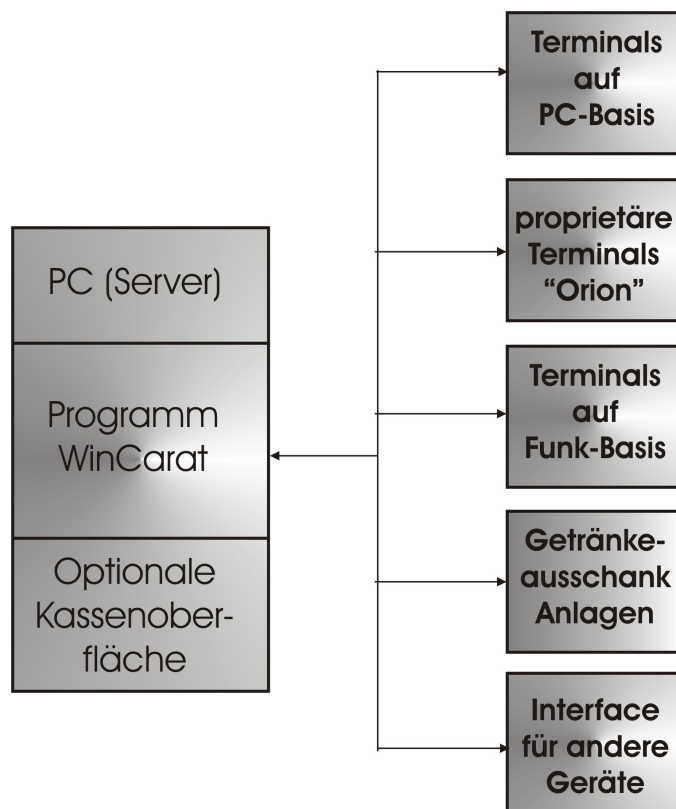 PC (Server)
Programm
WinCarat
Optionale
Kassenober-
fläche
Terminals
auf
PC-Basis
proprietäre
Terminals
“Orion”
Terminals
auf
Funk-Basis
Getränke-
ausschank
Anlagen
Interface
für andere
Geräte